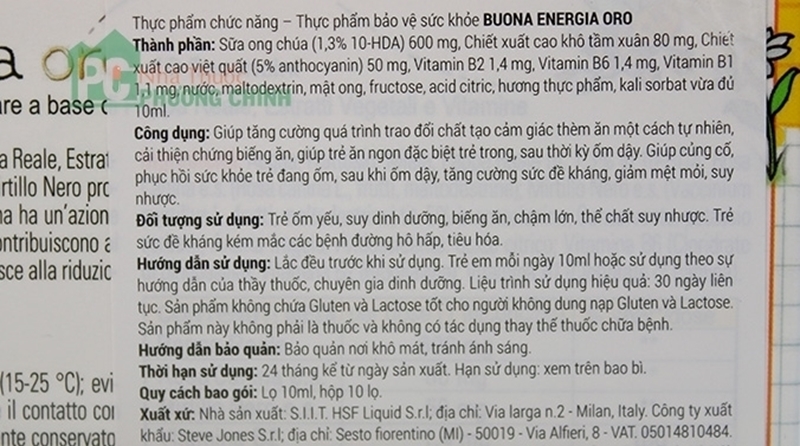 Thực phẩm chức năng – Thực phẩm bảo vệ sức khỏe BUONA ENERGIA ORO
Thành phần: Sữa ong chúa (1,3% 10-HDA) 600 mg, Chiết xuất cao khô tầm xuân 80 mg, Chiết
xuất cao việt quất (5% anthocyanin) 50 mg, Vitamin B2 1,4 mg, Vitamin B6 1,4 mg, Vitamin B1
1,1 mg, nước, maltodextrin, mật ong, fructose, acid citric, hương thực phẩm, kali sorbat vừa đủ
10ml.
Công dụng: Giúp tăng cường quá trình trao đổi chất tạo cảm giác thèm ăn một cách tự nhiên,
cải thiện chứng biếng ăn, giúp trẻ ăn ngon đặc biệt trẻ trong, sau thời kỳ ốm dậy. Giúp củng cố,
phục hồi sức khỏe trẻ đang ốm, sau khi ốm dậy, tăng cường sức đề kháng, giảm mệt mỏi, suy
nhược.
Đối tượng sử dụng: Trẻ ốm yếu, suy dinh dưỡng, biếng ăn, chậm lớn, thể chất suy nhược. Trẻ
sức đề kháng kém mắc các bệnh đường hô hấp, tiêu hóa.
Hướng dẫn sử dụng: Lắc đều trước khi sử dụng. Trẻ em mỗi ngày 10ml hoặc sử dụng theo sự
hướng dẫn của thầy thuốc, chuyên gia dinh dưỡng. Liệu trình sử dụng hiệu quả: 30 ngày liên
tục. Sản phẩm không chứa Gluten và Lactose tốt cho người không dung nạp Gluten và Lactose.
Sản phẩm này không phải là thuốc và không có tác dụng thay thế thuốc chữa bệnh.
Hướng dẫn bảo quản: Bảo quản nơi khô mát, tránh ánh sáng.
Thời hạn sử dụng: 24 tháng kể từ ngày sản xuất. Hạn sử dụng: xem trên bao bì.
Quy cách bao gói: Lọ 10ml, hộp 10 lọ.
Xuất xứ: Nhà sản xuất: S.I.I.T. HSF Liquid S.r.l; địa chỉ: Via larga n.2 - Milan, Italy. Công ty xuất
khẩu: Steve Jones S.r.l; địa chỉ: Sesto fiorentino (MI) - 50019 - Via Alfieri, 8 - VAT. 05014810484.
PC Nhà Thuốc
PHƯƠNG CHÍNH
a oro
are a base
a Reale, Estrat
rtillo Nero pro
na ha un'azion
ontribuiscono a
sce alla riduzio
(15-25 °C); evi
il contatto con
nte conservato